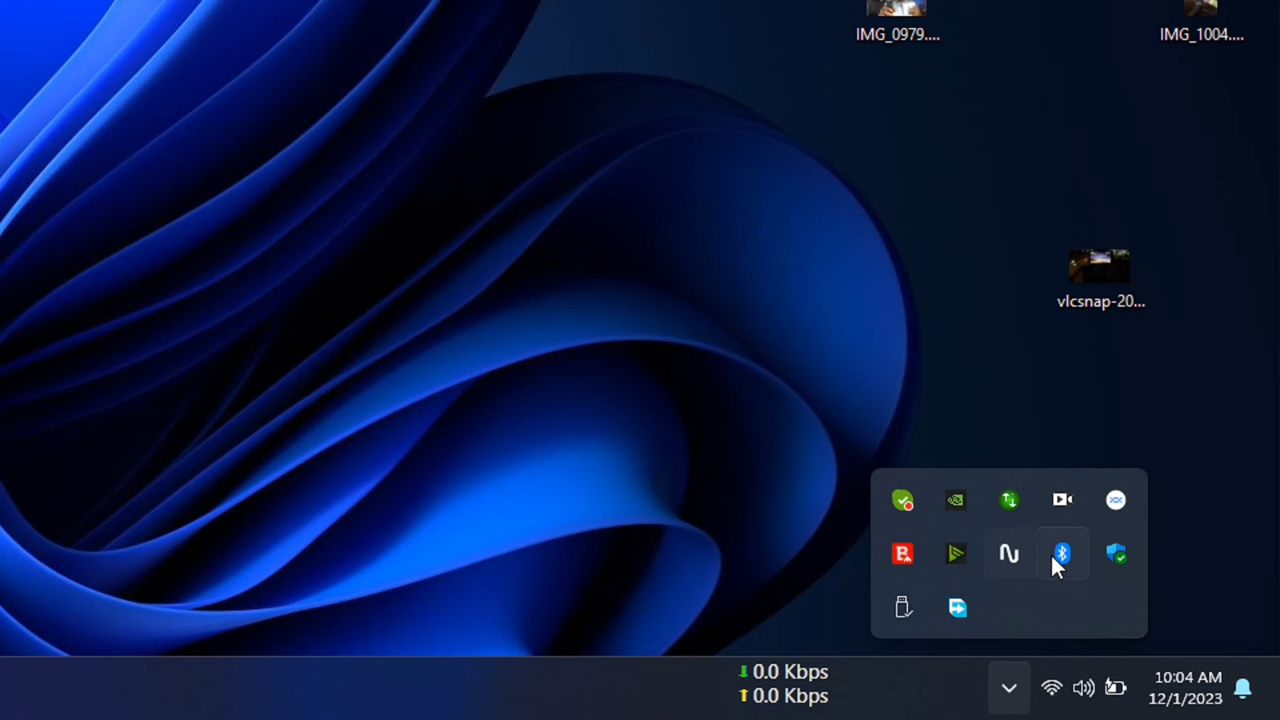 IMG_0979....
IMG_1004....
vlcsnap-20...
0.0 Kbps
0.0 Kbps
10:04 AM
12/1/2023